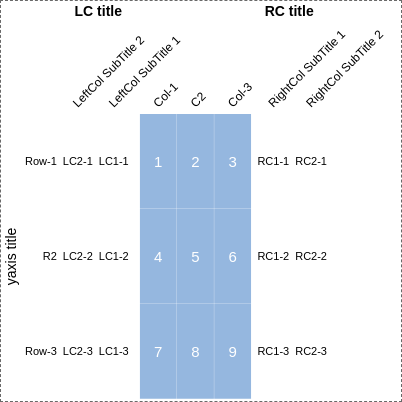 LC title RC title
LeftCol SubTitle 2 LeftCol SubTitle 1 Col-1 C2 Col-3 RightCol SubTitle 1 RightCol SubTitle 2
Row-1 LC2-1 LC1-1 1 2 3 RC1-1 RC2-1
yaxis title
R2 LC2-2 LC1-2 4 5 6 RC1-2 RC2-2
Row-3 LC2-3 LC1-3 7 8 9 RC1-3 RC2-3